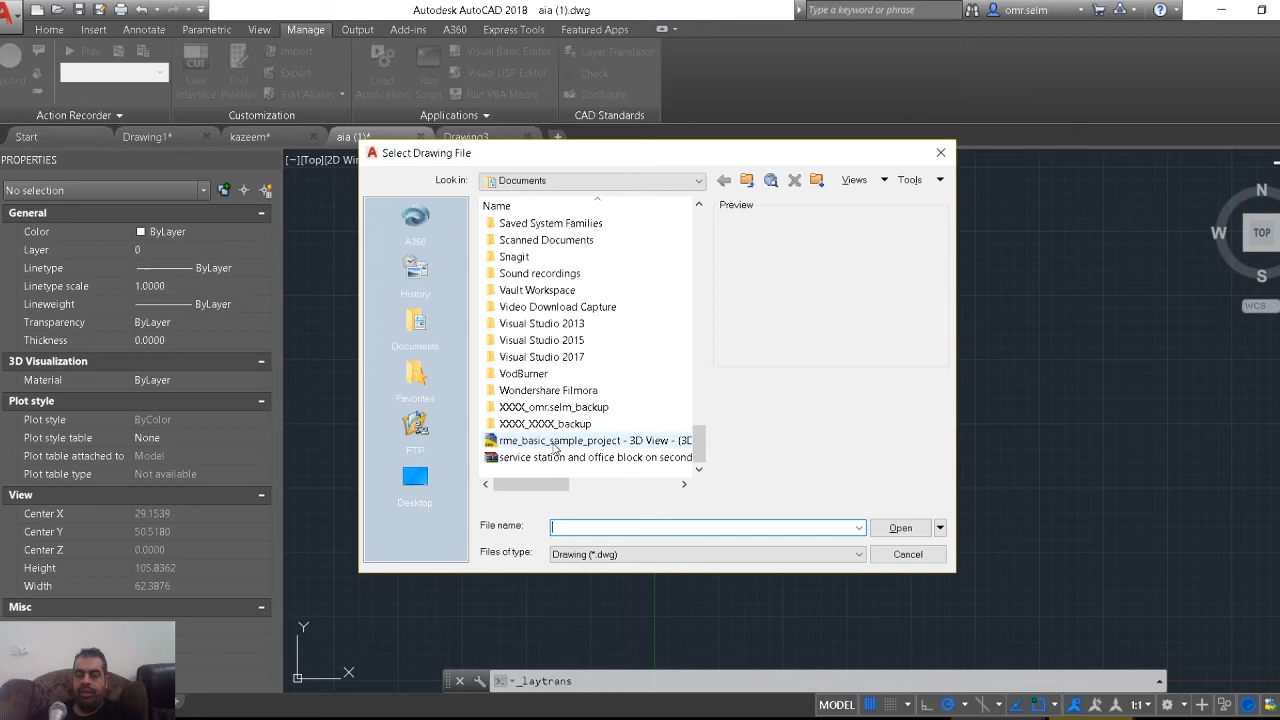 Autodesk AutoCAD 2018 aia (1).dwg
Type a keyword or phrase
omr.selm
Home Insert Annotate Parametric View Manage Output Add-ins A360 Express Tools Featured Apps
Play
Import
Export
Edit Aliases
User Interface
Tool Palettes
Load Application
Run Script
Visual Basic Editor
Visual LISP Editor
Run VBA Macro
Layer Translator
Check
Configure
Action Recorder
Customization
Applications
CAD Standards
Start
Drawing1*
kazeem*
aia (1)*
Drawing3
PROPERTIES
No selection
General
Color ByLayer
Layer 0
Linetype ByLayer
Linetype scale 1.0000
Lineweight ByLayer
Transparency ByLayer
Thickness 0.0000
3D Visualization
Material ByLayer
Plot style
Plot style ByColor
Plot style table None
Plot table attached to Model
Plot table type Not available
View
Center X 29.1539
Center Y 50.5180
Center Z 0.0000
Height 105.8362
Width 62.3876
Misc
[−][Top][2D Wir
Select Drawing File
Look in: Documents
Views
Tools
A360
History
Documents
Favorites
FTP
Desktop
Name
Saved System Families
Scanned Documents
Snagit
Sound recordings
Vault Workspace
Video Download Capture
Visual Studio 2013
Visual Studio 2015
Visual Studio 2017
VodBurner
Wondershare Filmora
XXXX_omr.selm_backup
XXXX_XXXX_backup
rme_basic_sample_project - 3D View - {3D
service station and office block on second
Preview
File name:
Open
Files of type: Drawing (*.dwg)
Cancel
N
W
TOP
S
WCS
Y
X
_laytrans
MODEL
1:1